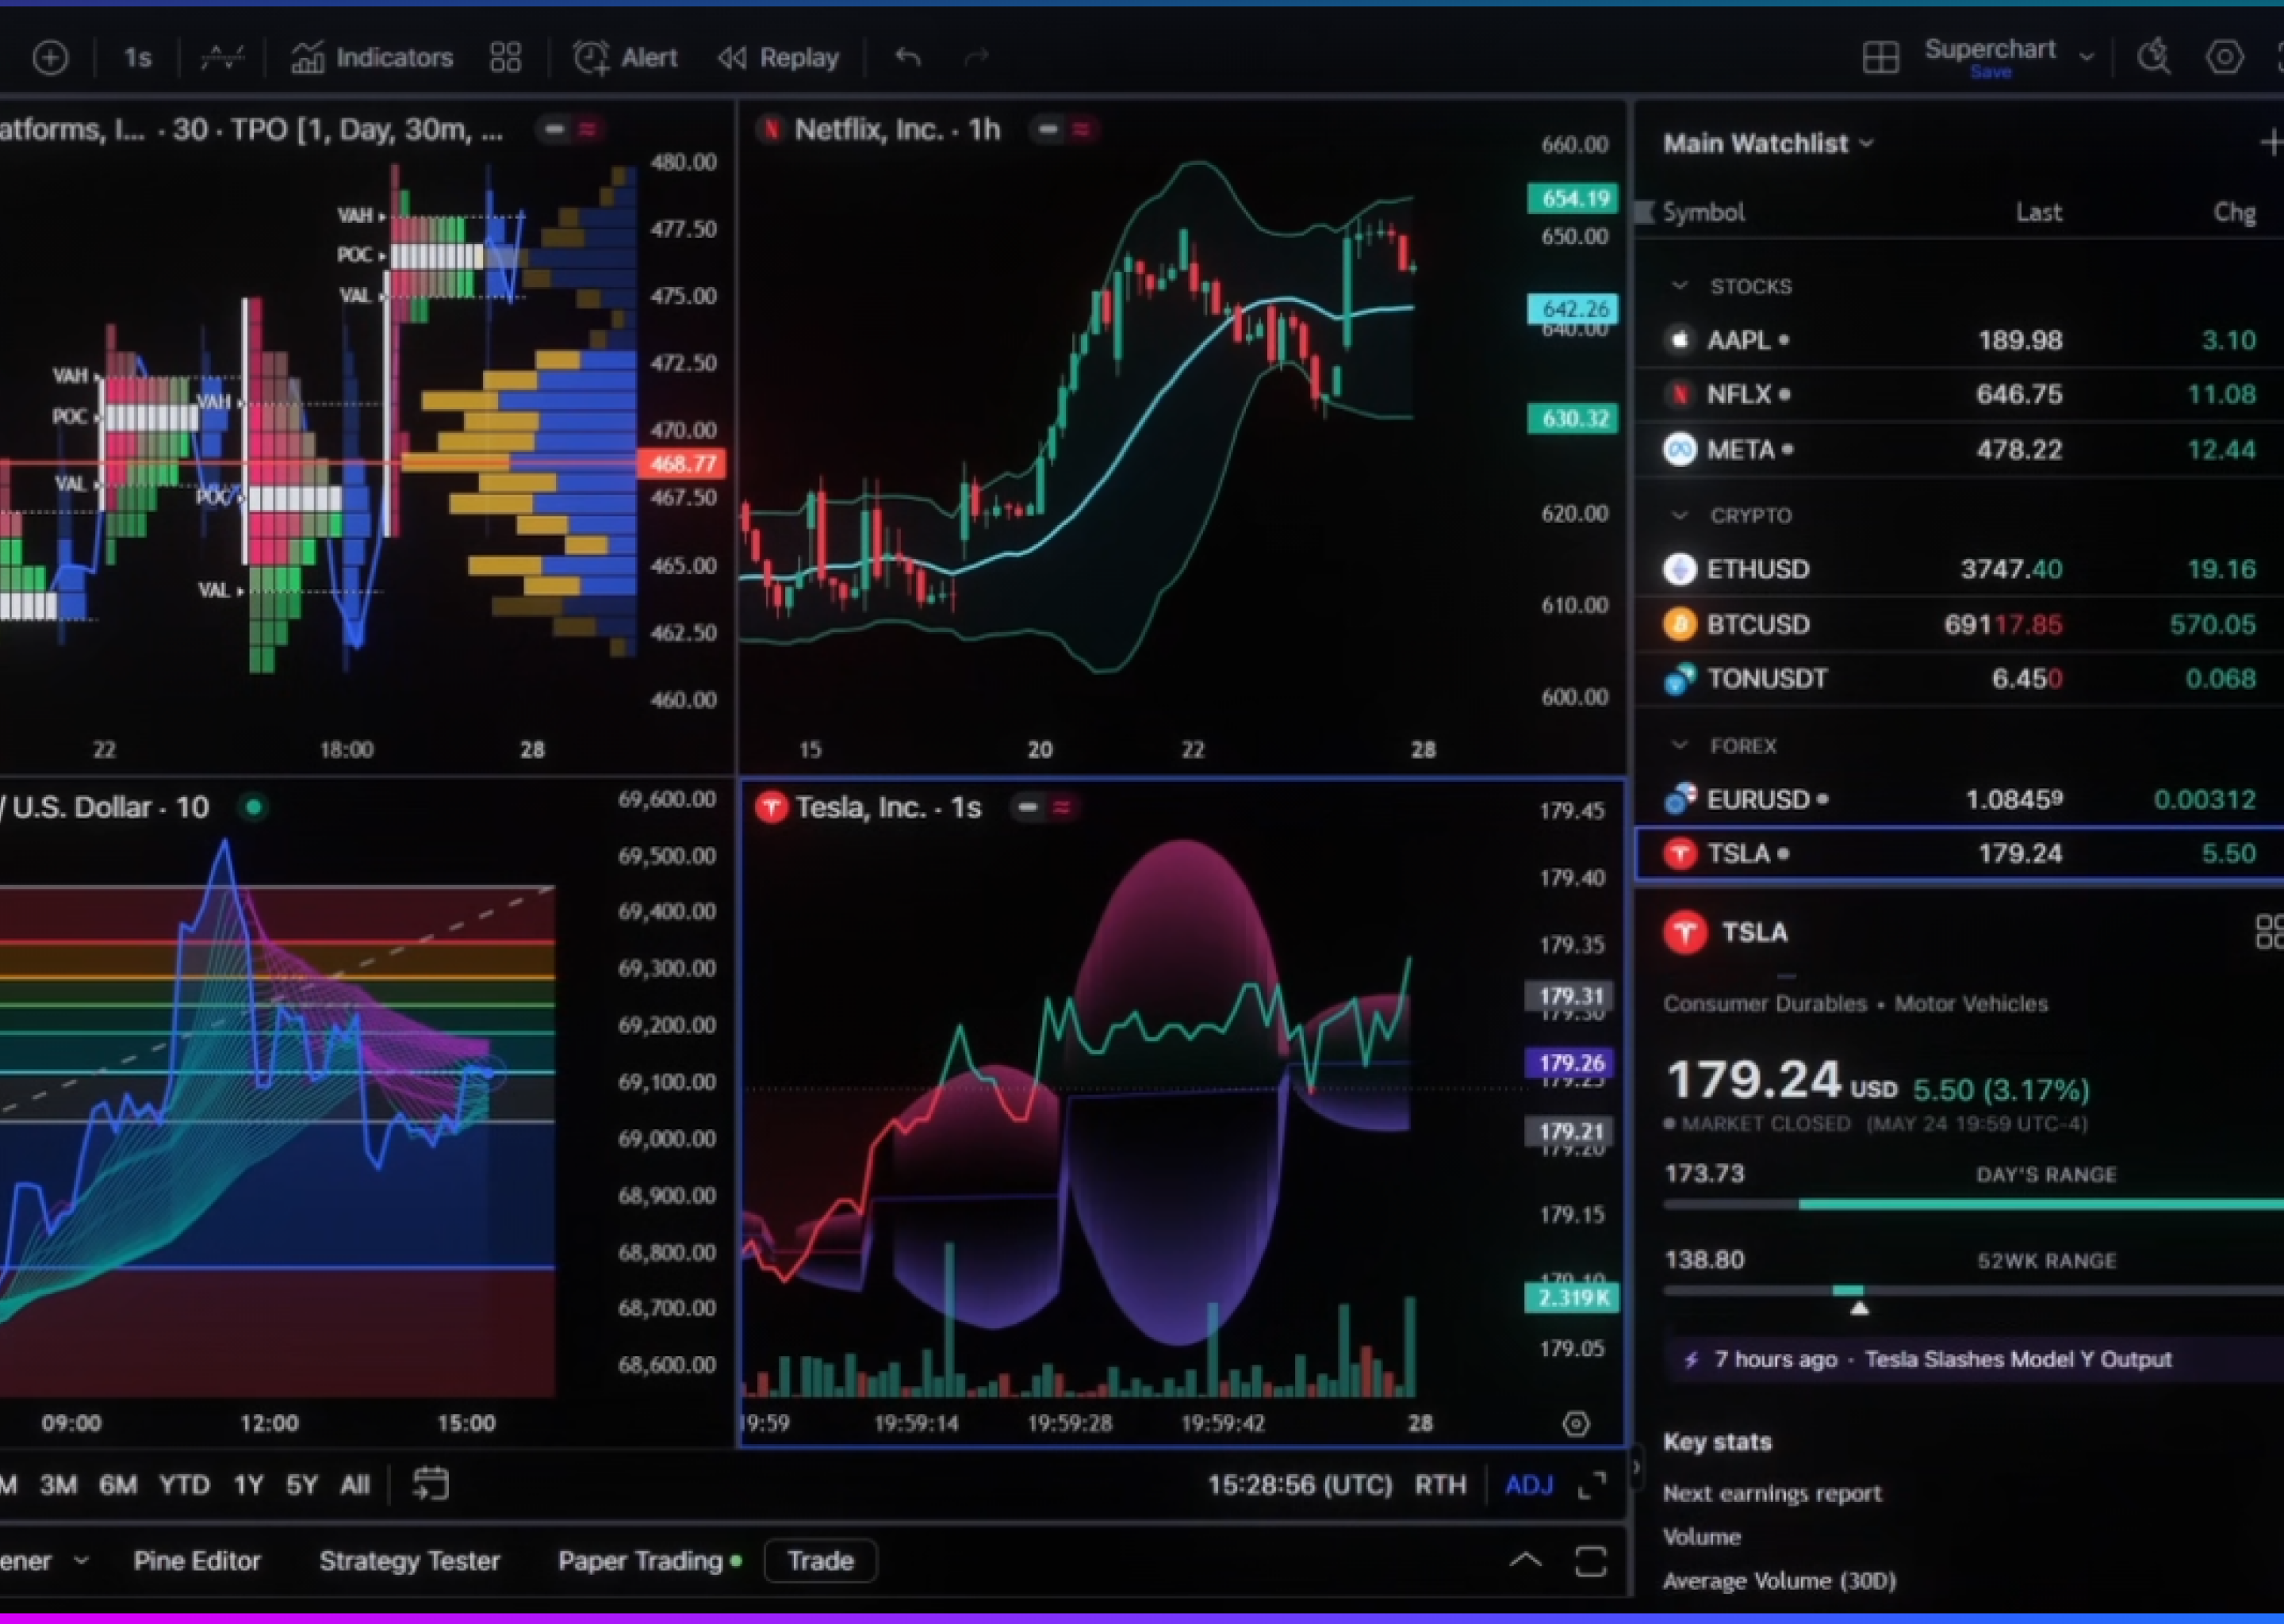 1s Indicators Alert Replay Superchart
Save
atforms, I... · 30 · TPO [1, Day, 30m, ...
480.00
VAH
477.50
POC
VAL
475.00
472.50
VAH
VAH
POC
470.00
468.77
VAL
POC
467.50
465.00
VAL
462.50
460.00
22 18:00 28
Netflix, Inc. · 1h
660.00
654.19
650.00
642.26
640.00
630.32
620.00
610.00
600.00
15 20 22 28
/ U.S. Dollar · 10
69,600.00
69,500.00
69,400.00
69,300.00
69,200.00
69,100.00
69,000.00
68,900.00
68,800.00
68,700.00
68,600.00
09:00 12:00 15:00
Tesla, Inc. · 1s
179.45
179.40
179.35
179.31
179.30
179.26
179.25
179.21
179.20
179.15
179.10
2.319K
179.05
19:59 19:59:14 19:59:28 19:59:42 28
M 3M 6M YTD 1Y 5Y All
15:28:56 (UTC) RTH ADJ
ener Pine Editor Strategy Tester Paper Trading Trade
Main Watchlist
Symbol Last Chg
STOCKS
AAPL 189.98 3.10
NFLX 646.75 11.08
META 478.22 12.44
CRYPTO
ETHUSD 3747.40 19.16
BTCUSD 69117.85 570.05
TONUSDT 6.450 0.068
FOREX
EURUSD 1.08459 0.00312
TSLA 179.24 5.50
TSLA
Consumer Durables • Motor Vehicles
179.24 USD 5.50 (3.17%)
MARKET CLOSED (MAY 24 19:59 UTC-4)
173.73 DAY'S RANGE
138.80 52WK RANGE
7 hours ago · Tesla Slashes Model Y Output
Key stats
Next earnings report
Volume
Average Volume (30D)